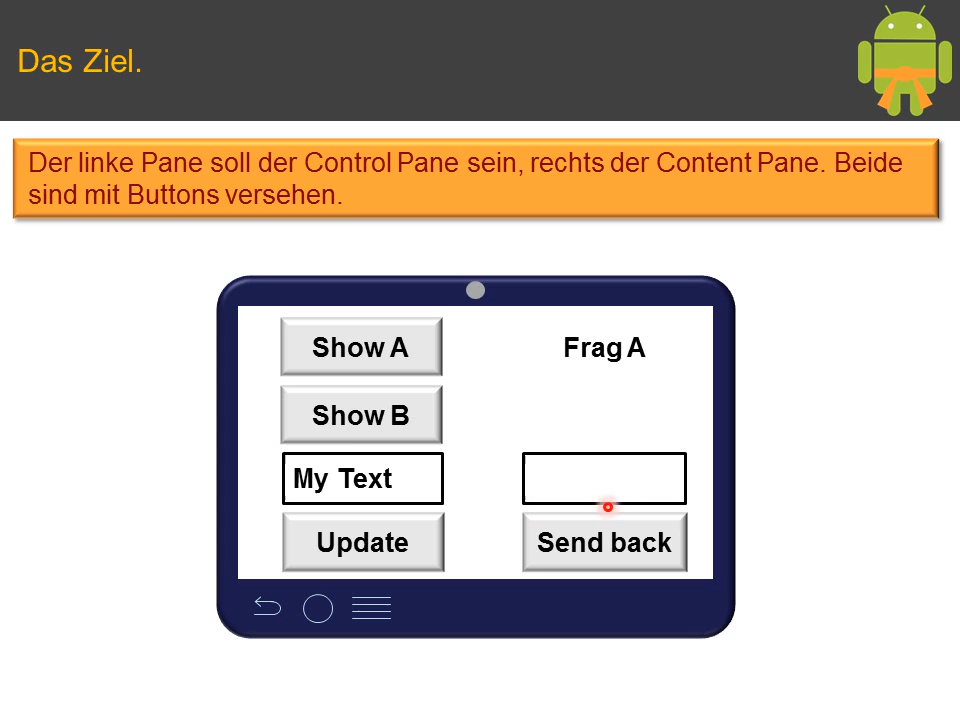 Das Ziel.
Der linke Pane soll der Control Pane sein, rechts der Content Pane. Beide
sind mit Buttons versehen.
Show A
Frag A
Show B
My Text
Update
Send back